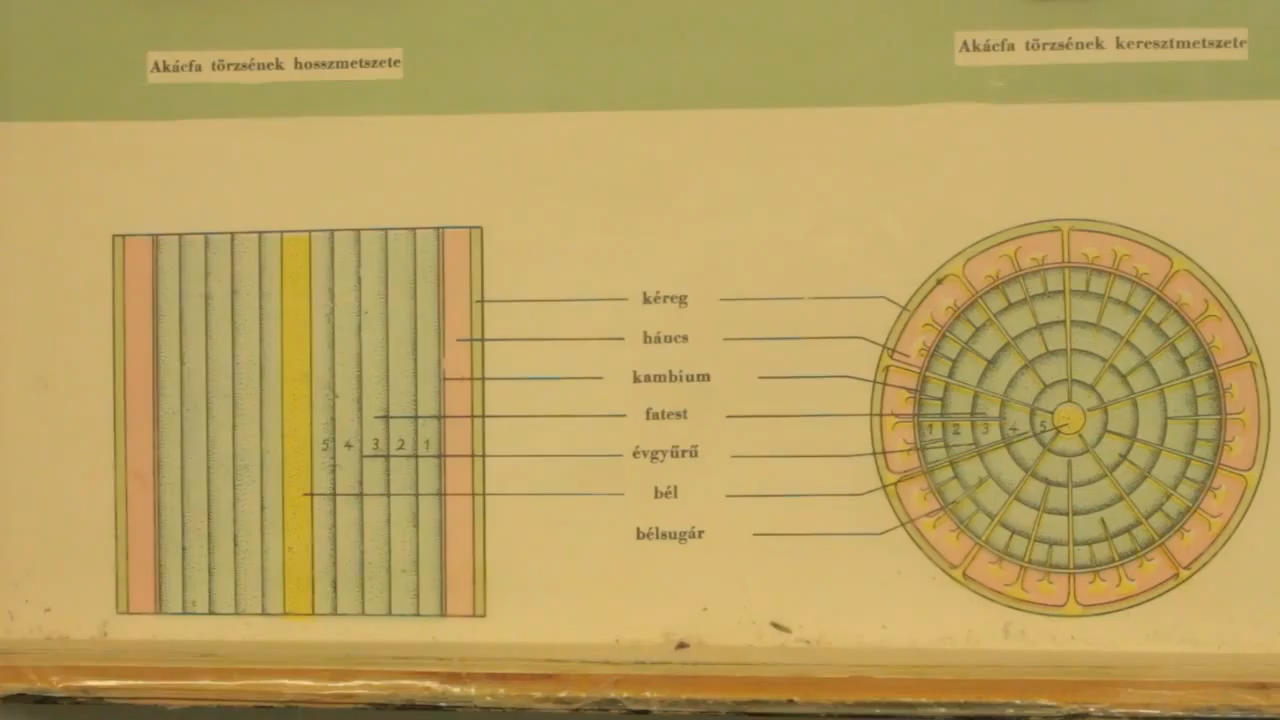 Akácfa törzsének hosszmetszete
Akácfa törzsének keresztmetszete
kéreg
háncs
kambium
fatest
évgyűrű
bél
bélsugár
5 4 3 2 1
1 2 3 4 5